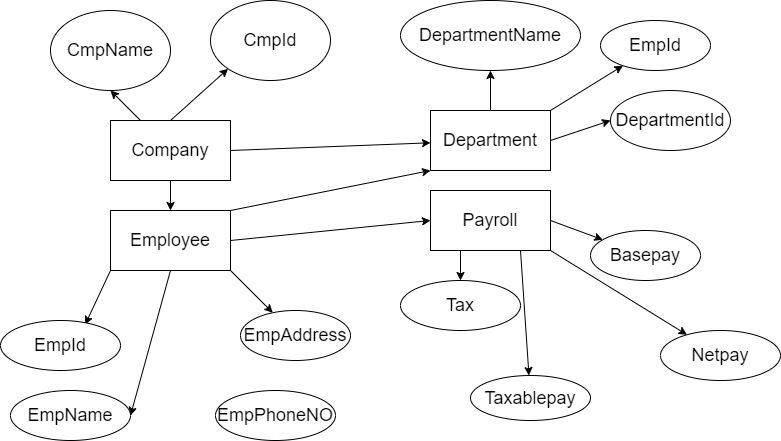 CmpName
CmpId
DepartmentName
EmpId
Company
Department
DepartmentId
Employee
Payroll
Basepay
EmpId
EmpAddress
Tax
Netpay
EmpName
EmpPhoneNO
Taxablepay